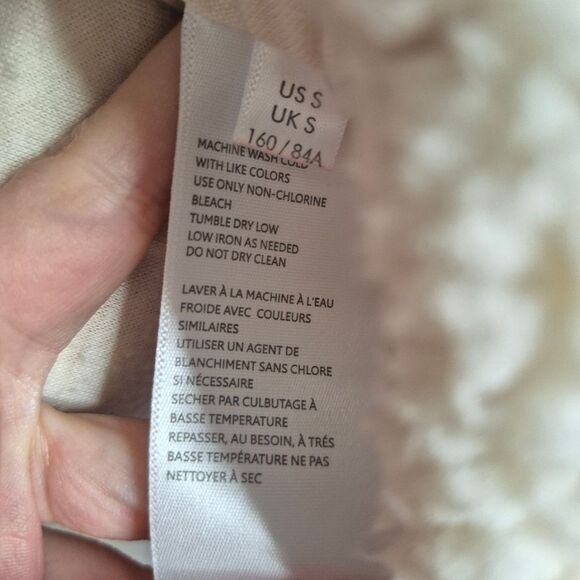 US S
UK S
160/84A
MACHINE WASH COLD
WITH LIKE COLORS
USE ONLY NON-CHLORINE
BLEACH
TUMBLE DRY LOW
LOW IRON AS NEEDED
DO NOT DRY CLEAN
LAVER À LA MACHINE À L'EAU
FROIDE AVEC COULEURS
SIMILAIRES
UTILISER UN AGENT DE
BLANCHIMENT SANS CHLORE
SI NÉCESSAIRE
SECHER PAR CULBUTAGE À
BASSE TEMPERATURE
REPASSER, AU BESOIN, À TRÉS
BASSE TEMPÉRATURE NE PAS
NETTOYER À SEC